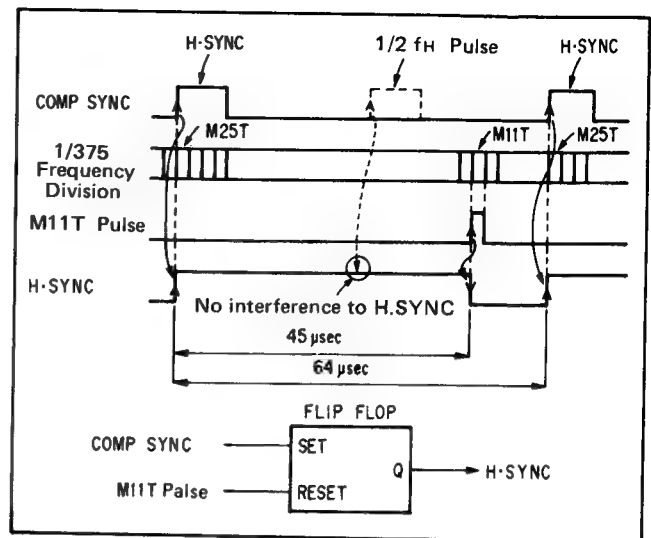 H·SYNC
1/2 fH Pulse
H·SYNC
COMP SYNC
M25T
M11T
M25T
1/375
Frequency
Division
M11T Pulse
H·SYNC
No interference to H.SYNC
45 μsec
64 μsec
FLIP FLOP
COMP SYNC
SET
Q
H·SYNC
M11T Palse
RESET